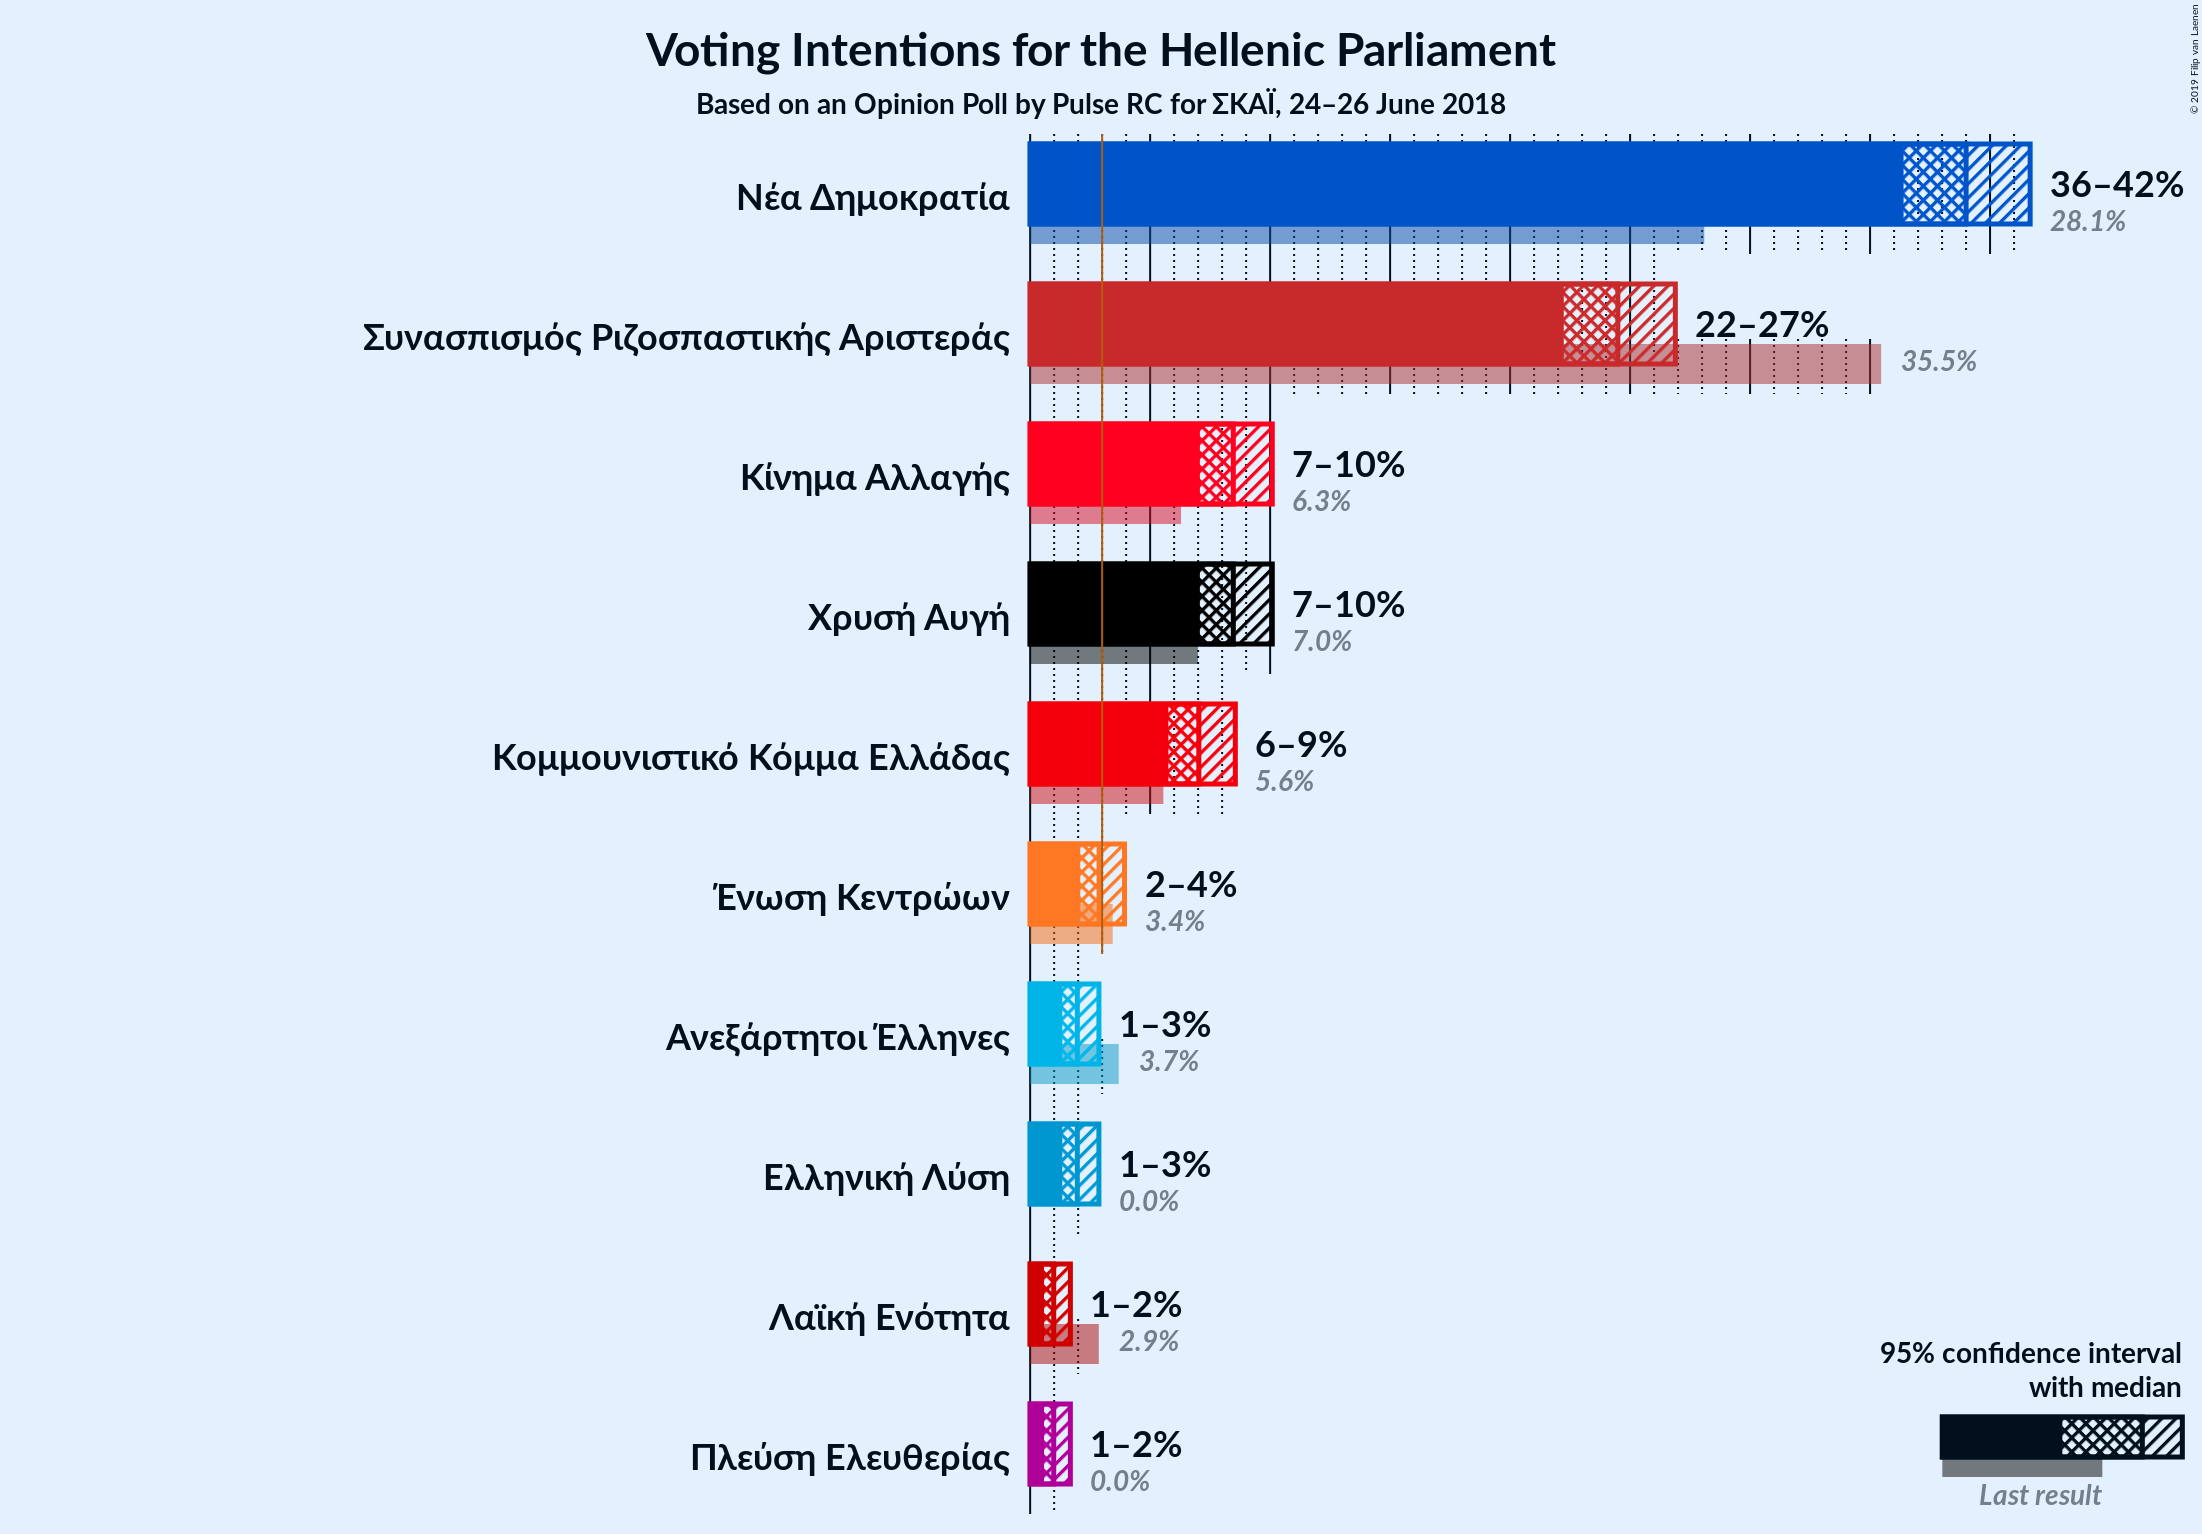 Voting Intentions for the Hellenic Parliament
Based on an Opinion Poll by Pulse RC for ΣΚΑΪ, 24–26 June 2018
© 2019 Filip van Laenen
Νέα Δημοκρατία
36–42%
28.1%
Συνασπισμός Ριζοσπαστικής Αριστεράς
22–27%
35.5%
Κίνημα Αλλαγής
7–10%
6.3%
Χρυσή Αυγή
7–10%
7.0%
Κομμουνιστικό Κόμμα Ελλάδας
6–9%
5.6%
Ένωση Κεντρώων
2–4%
3.4%
Ανεξάρτητοι Έλληνες
1–3%
3.7%
Ελληνική Λύση
1–3%
0.0%
Λαϊκή Ενότητα
1–2%
2.9%
Πλεύση Ελευθερίας
1–2%
0.0%
95% confidence interval
with median
Last result